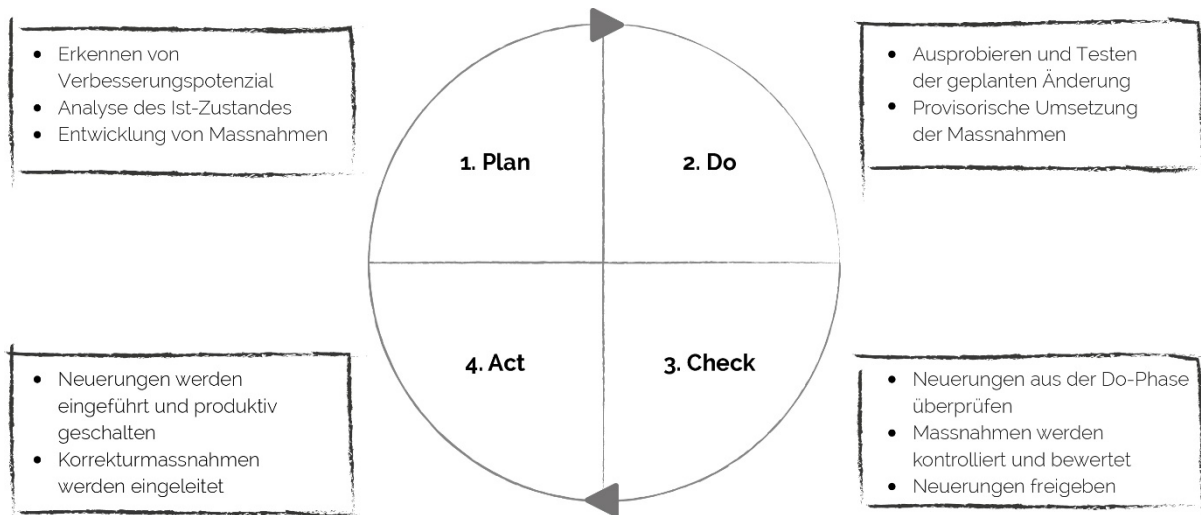 • Erkennen von
Verbesserungspotenzial
• Analyse des Ist-Zustandes
• Entwicklung von Massnahmen
1. Plan
2. Do
• Ausprobieren und Testen
der geplanten Änderung
• Provisorische Umsetzung
der Massnahmen
• Neuerungen werden
eingeführt und produktiv
geschalten
• Korrekturmassnahmen
werden eingeleitet
4. Act
3. Check
• Neuerungen aus der Do-Phase
überprüfen
• Massnahmen werden
kontrolliert und bewertet
• Neuerungen freigeben